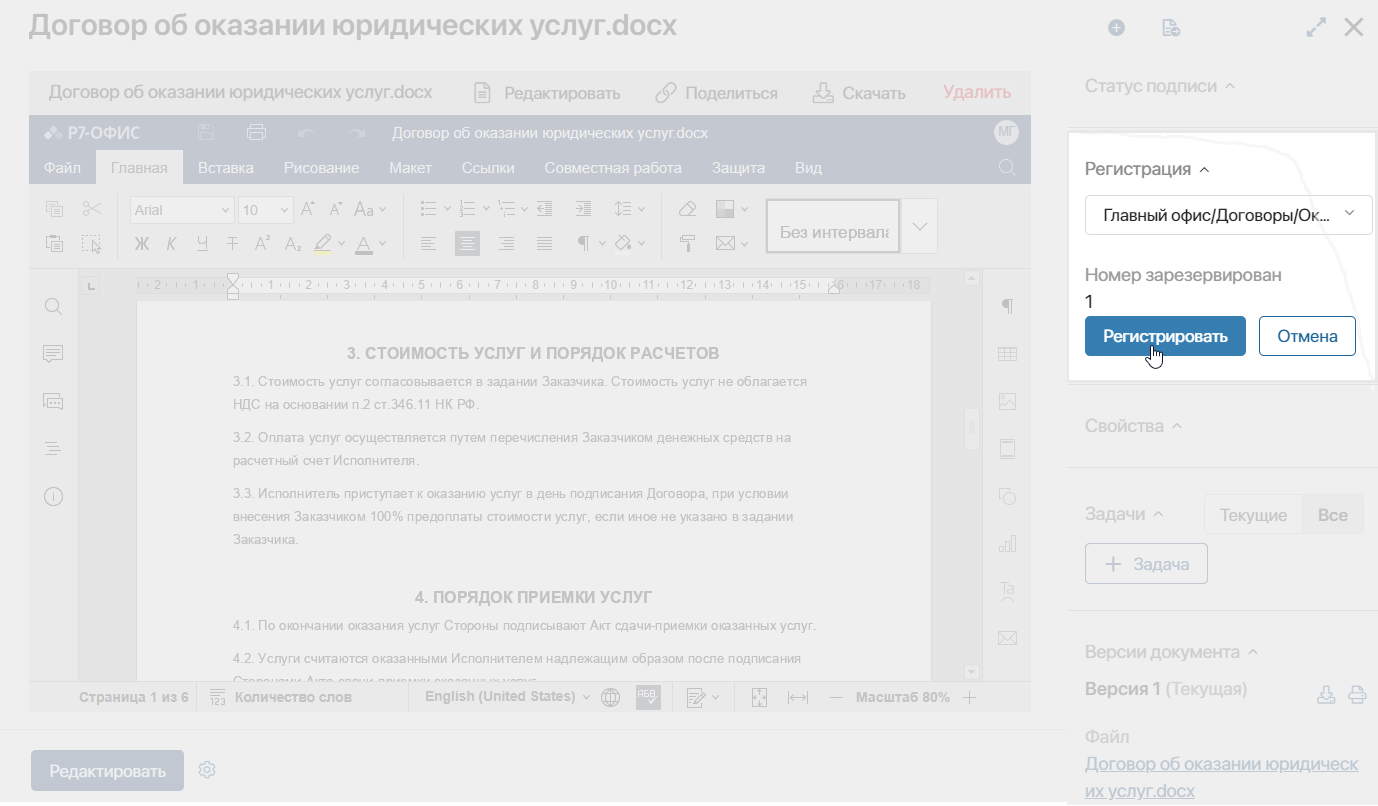 Договор об оказании юридических услуг.docx
Договор об оказании юридических услуг.docx
Редактировать
Поделиться
Скачать
Удалить
Р7-ОФИС
Договор об оказании юридических услуг.docx
МГ
Файл
Главная
Вставка
Рисование
Макет
Ссылки
Совместная работа
Защита
Вид
Arial
10
Без интервала
3. СТОИМОСТЬ УСЛУГ И ПОРЯДОК РАСЧЕТОВ
3.1. Стоимость услуг согласовывается в задании Заказчика. Стоимость услуг не облагается
НДС на основании п.2 ст.346.11 НК РФ.
3.2. Оплата услуг осуществляется путем перечисления Заказчиком денежных средств на
расчетный счет Исполнителя.
3.3. Исполнитель приступает к оказанию услуг в день подписания Договора, при условии
внесения Заказчиком 100% предоплаты стоимости услуг, если иное не указано в задании
Заказчика.
4. ПОРЯДОК ПРИЕМКИ УСЛУГ
4.1. По окончании оказания услуг Стороны подписывают Акт сдачи-приемки оказанных услуг.
4.2. Услуги считаются оказанными Исполнителем надлежащим образом после подписания
Сторонами Акта сдачи-приемки оказанных услуг.
Страница 1 из 6
Количество слов
English (United States)
Масштаб 80%
Редактировать
Статус подписи
Регистрация
Главный офис/Договоры/Ок...
Номер зарезервирован
1
Регистрировать
Отмена
Свойства
Задачи
Текущие
Все
+ Задача
Версии документа
Версия 1 (Текущая)
Файл
Договор об оказании юридическ
их услуг.docx